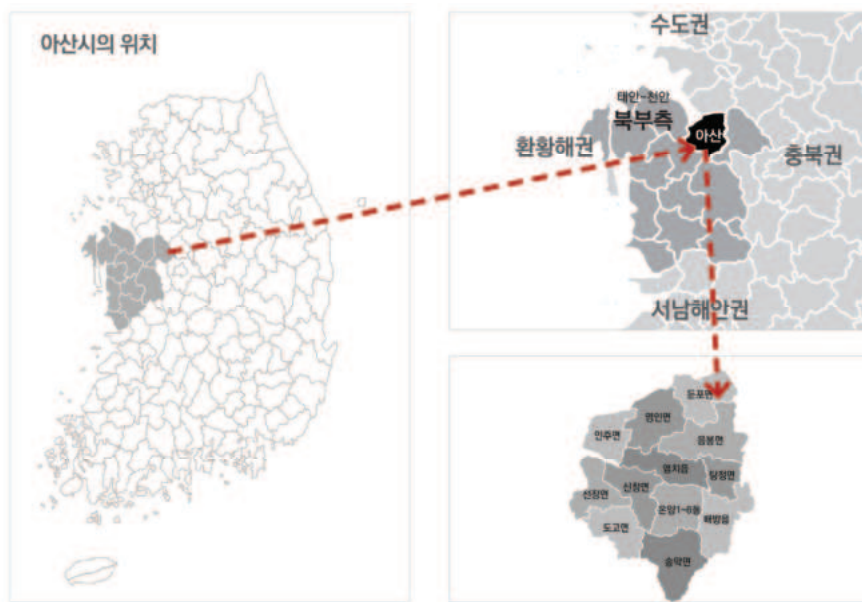 아산시의 위치
수도권
태안-천안
북부측
아산
환황해권
충북권
서남해안권
둔포면
영인면
인주면
음봉면
염치읍
탕정면
선장면
신창면
온양1~6동
배방읍
도고면
송악면